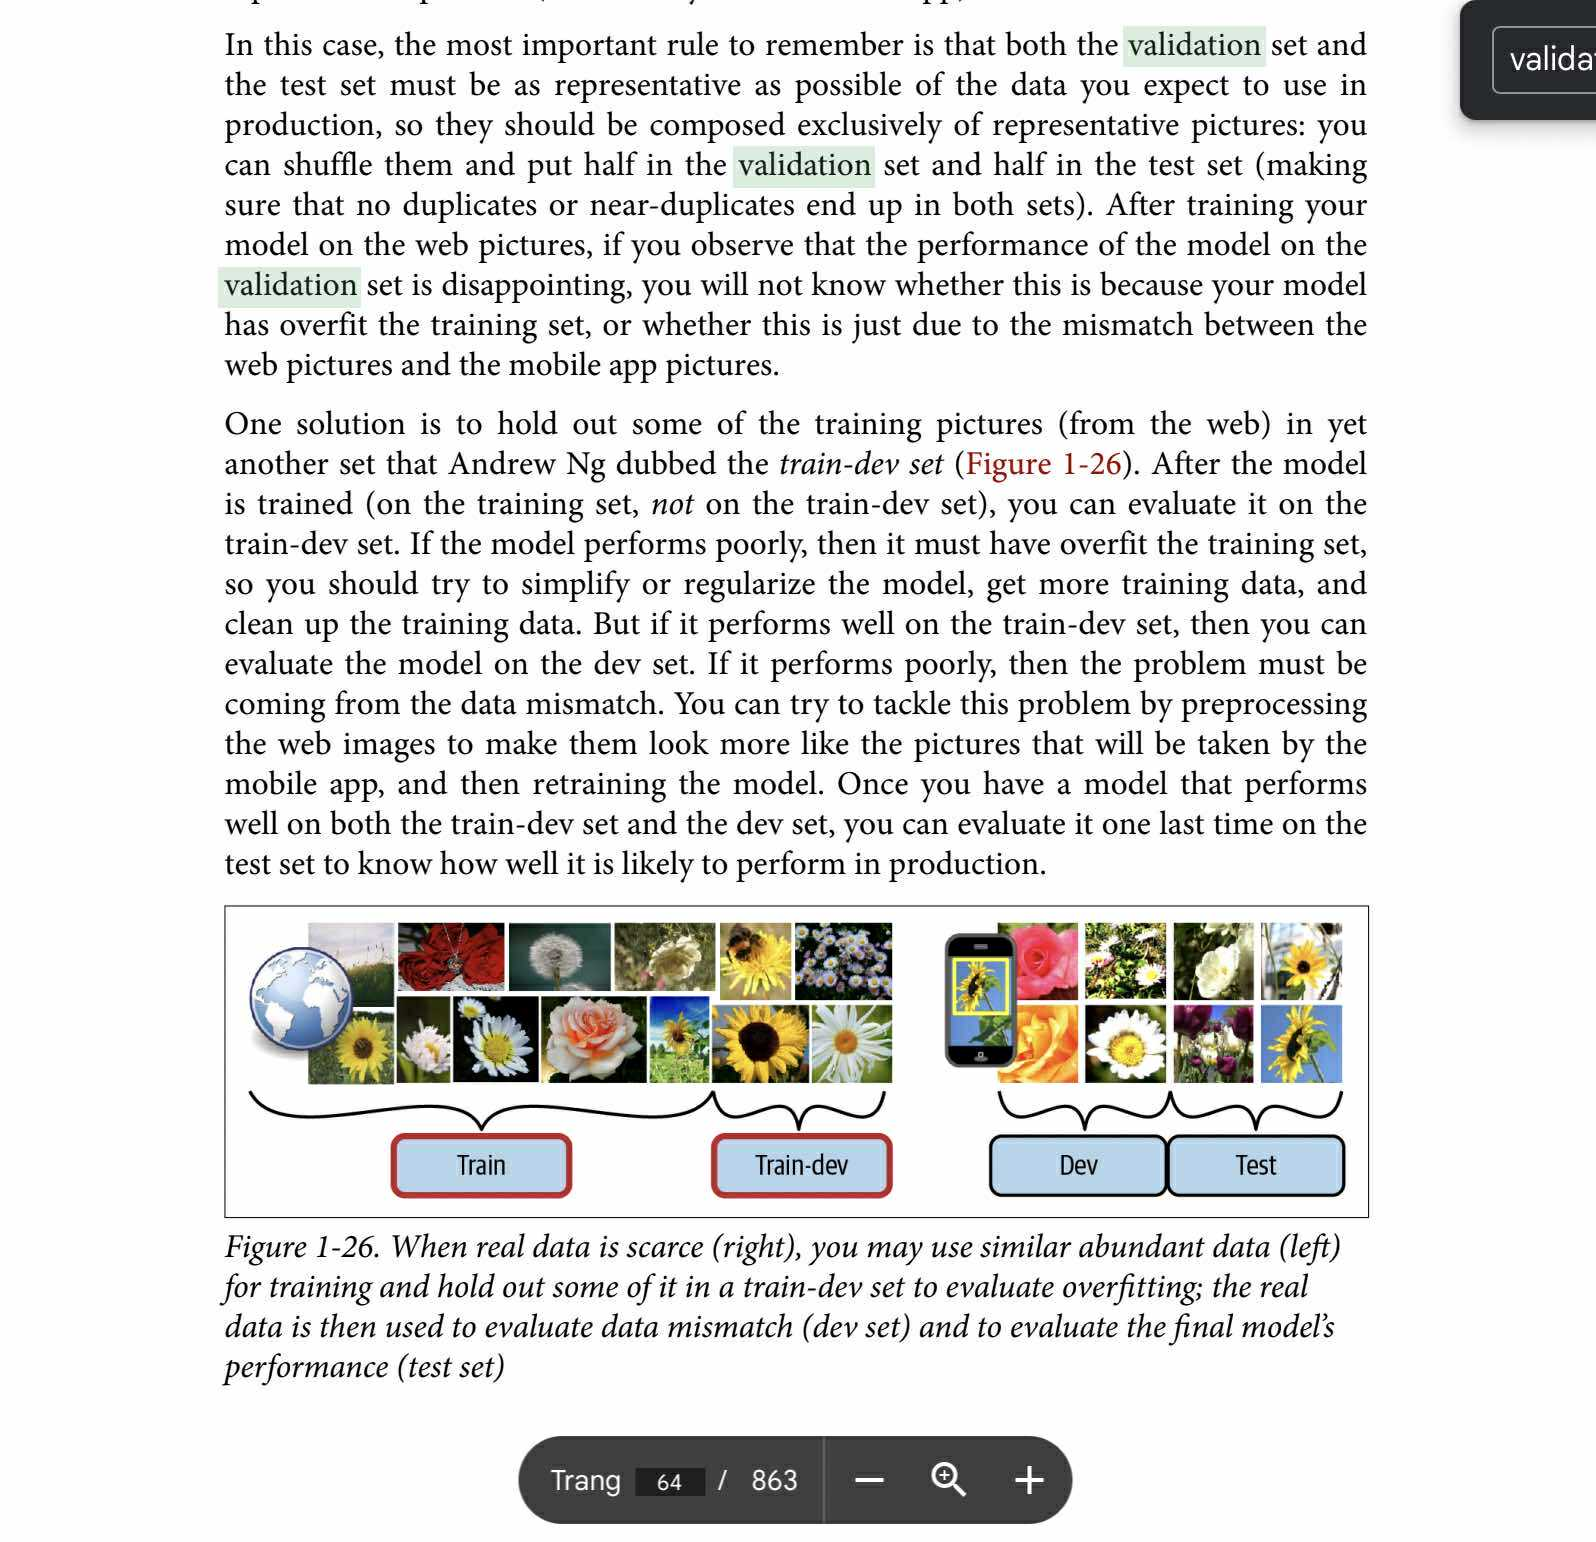 In this case, the most important rule to remember is that both the validation set and
the test set must be as representative as possible of the data you expect to use in
production, so they should be composed exclusively of representative pictures: you
can shuffle them and put half in the validation set and half in the test set (making
sure that no duplicates or near-duplicates end up in both sets). After training your
model on the web pictures, if you observe that the performance of the model on the
validation set is disappointing, you will not know whether this is because your model
has overfit the training set, or whether this is just due to the mismatch between the
web pictures and the mobile app pictures.
One solution is to hold out some of the training pictures (from the web) in yet
another set that Andrew Ng dubbed the train-dev set (Figure 1-26). After the model
is trained (on the training set, not on the train-dev set), you can evaluate it on the
train-dev set. If the model performs poorly, then it must have overfit the training set,
so you should try to simplify or regularize the model, get more training data, and
clean up the training data. But if it performs well on the train-dev set, then you can
evaluate the model on the dev set. If it performs poorly, then the problem must be
coming from the data mismatch. You can try to tackle this problem by preprocessing
the web images to make them look more like the pictures that will be taken by the
mobile app, and then retraining the model. Once you have a model that performs
well on both the train-dev set and the dev set, you can evaluate it one last time on the
test set to know how well it is likely to perform in production.
Train
Train-dev
Dev
Test
Figure 1-26. When real data is scarce (right), you may use similar abundant data (left)
for training and hold out some of it in a train-dev set to evaluate overfitting; the real
data is then used to evaluate data mismatch (dev set) and to evaluate the final model's
performance (test set)
Trang 64 / 863